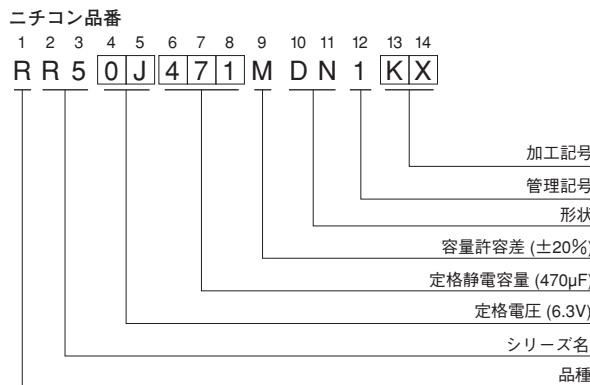 ニチコン品番
1 2 3 4 5 6 7 8 9 10 11 12 13 14
R R 5 0 J 4 7 1 M D N 1 K X
加工記号
管理記号
形状
容量許容差 (±20%)
定格静電容量 (470µF)
定格電圧 (6.3V)
シリーズ名
品種